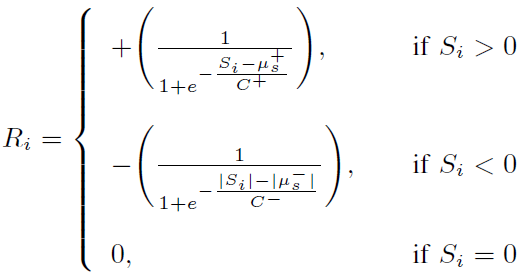 R_i = { +( 1 / (1+e^{-(S_i-μ_s^+)/C^+}) ), if S_i > 0
-( 1 / (1+e^{-(|S_i|-|μ_s^-|)/C^-}) ), if S_i < 0
0, if S_i = 0